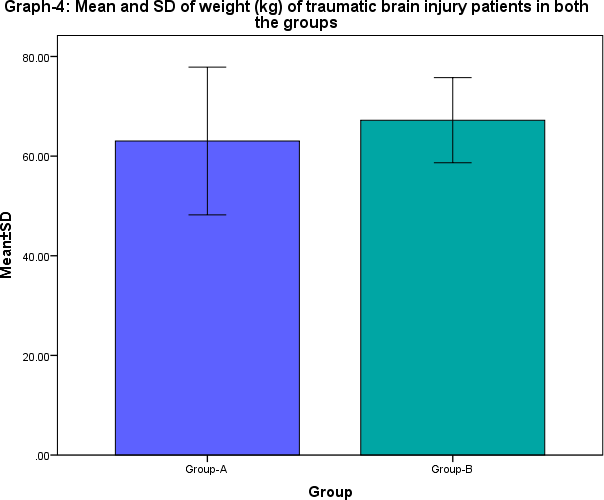 Graph-4: Mean and SD of weight (kg) of traumatic brain injury patients in both
the groups
80.00
60.00
40.00
20.00
.00
Mean±SD
Group-A
Group-B
Group